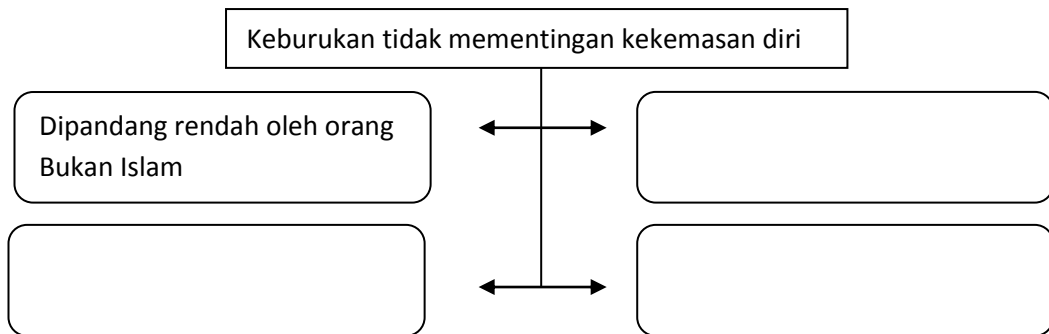 Keburukan tidak mementingan kekemasan diri
Dipandang rendah oleh orang
Bukan Islam